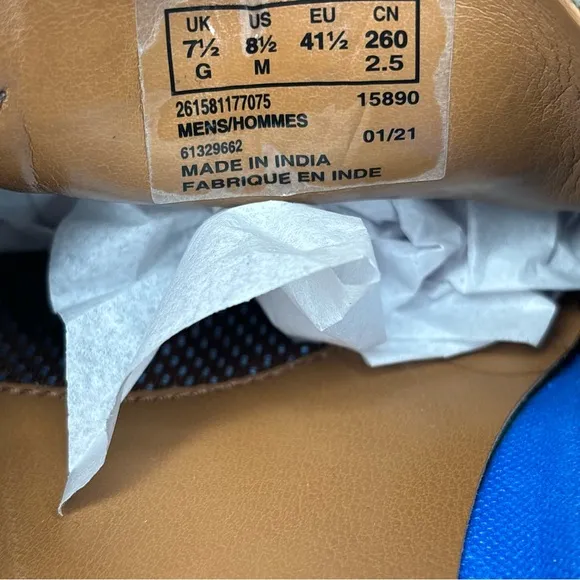 UK US EU CN
7½ 8½ 41½ 260
G M 2.5
261581177075 15890
MENS/HOMMES
01/21
61329662
MADE IN INDIA
FABRIQUE EN INDE